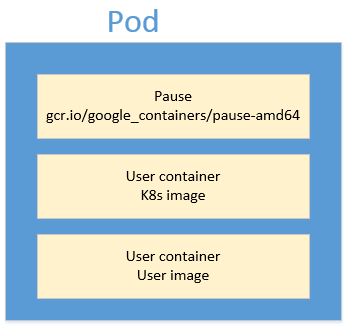 Pod
Pause
gcr.io/google_containers/pause-amd64
User container
K8s image
User container
User image